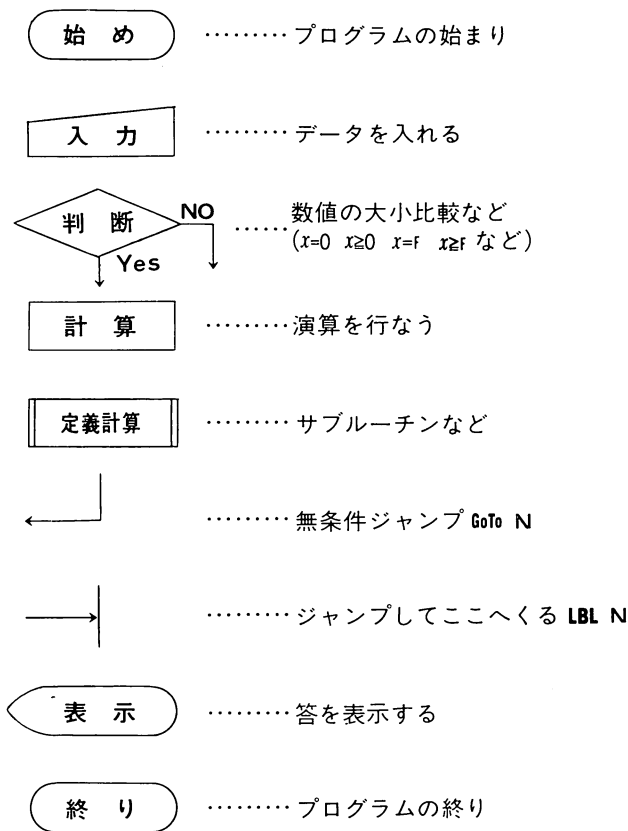 始め ‥‥‥‥‥ プログラムの始まり
入力 ‥‥‥‥‥ データを入れる
判断 NO ‥‥‥ 数値の大小比較など
Yes (x=0 x≧0 x=F x≧F など)
計算 ‥‥‥‥‥ 演算を行なう
定義計算 ‥‥‥‥‥ サブルーチンなど
‥‥‥‥‥ 無条件ジャンプ GoTo N
‥‥‥‥‥ ジャンプしてここへくる LBL N
表示 ‥‥‥‥‥ 答を表示する
終り ‥‥‥‥‥ プログラムの終り